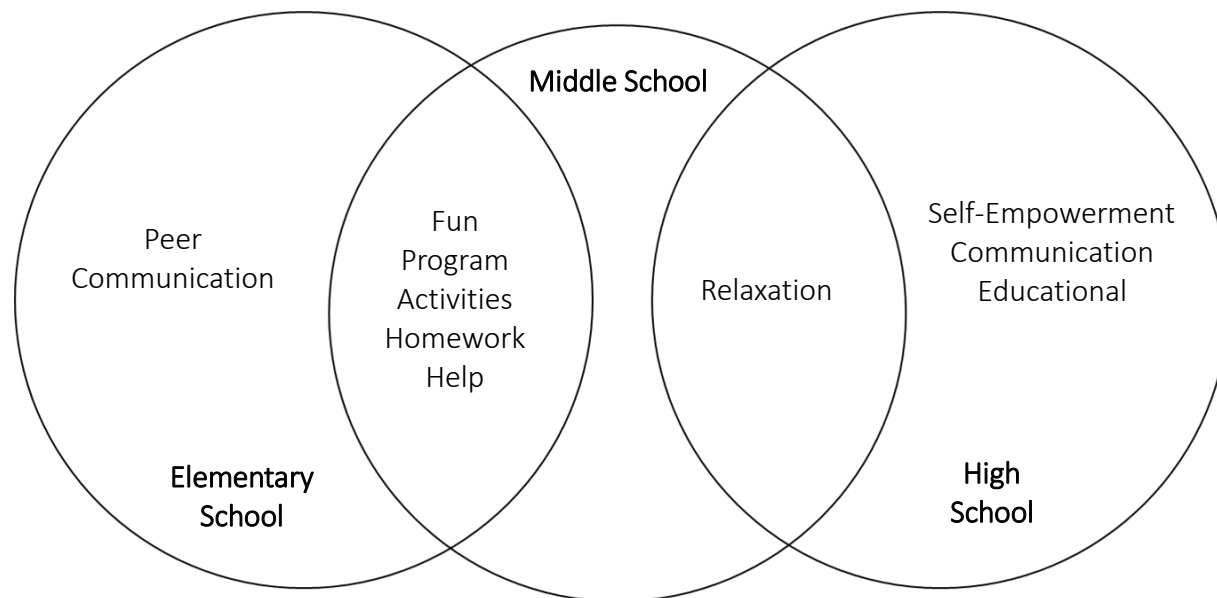 Middle School
Peer
Communication
Elementary
School
Fun
Program
Activities
Homework
Help
Relaxation
Self-Empowerment
Communication
Educational
High
School